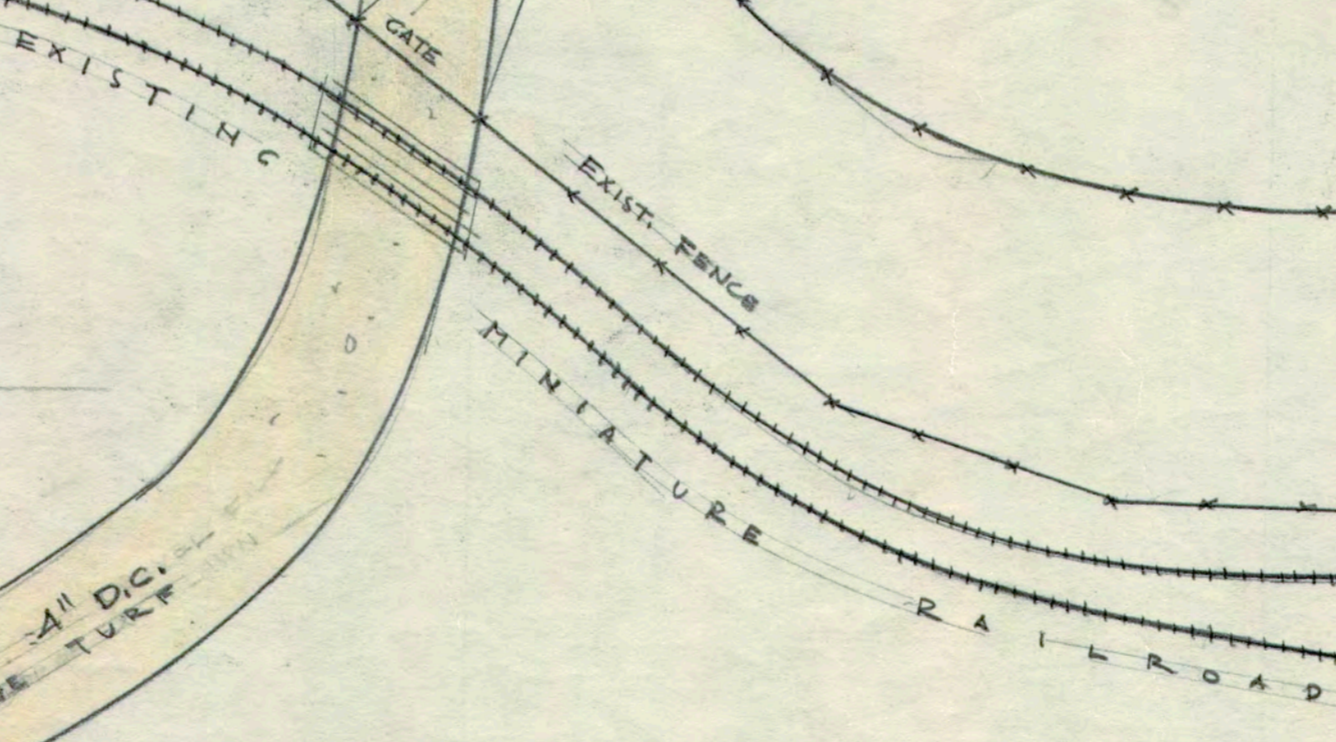 GATE
EXISTING
EXIST. FENCE
MINIATURE
RAILROAD
4" D.G.
TURF